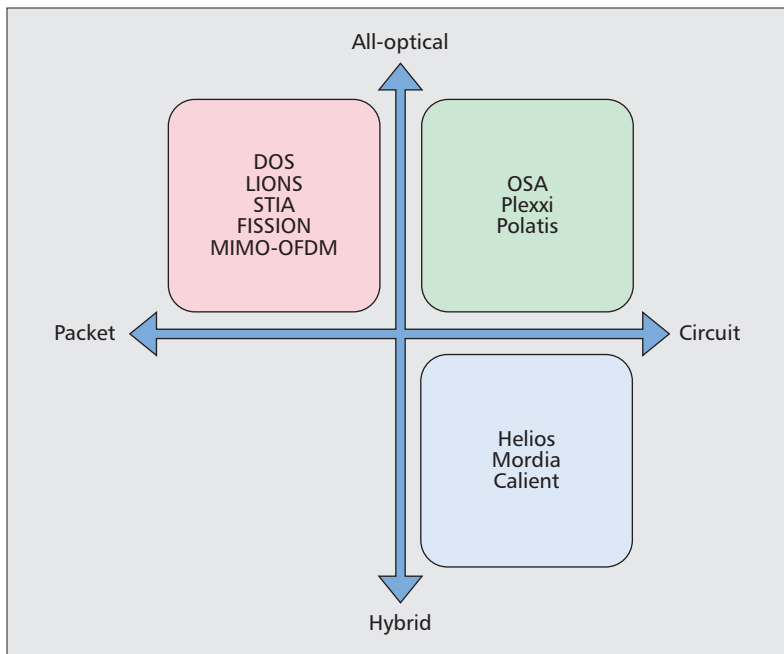 All-optical
DOS
LIONS
STIA
FISSION
MIMO-OFDM
OSA
Plexxi
Polatis
Packet
Circuit
Helios
Mordia
Calient
Hybrid